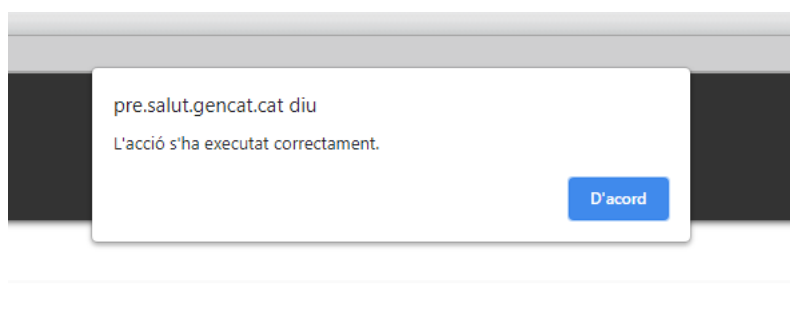 pre.salut.gencat.cat diu
L'acció s'ha executat correctament.
D'acord